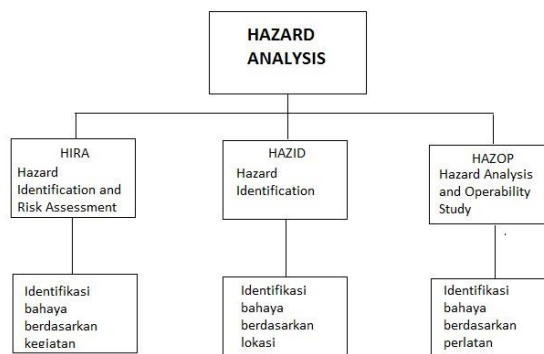 HAZARD
ANALYSIS
HIRA
Hazard
Identification and
Risk Assessment
HAZID
Hazard
Identification
HAZOP
Hazard Analysis
and Operability
Study
Identifikasi
bahaya
berdasarkan
kegiatan
Identifikasi
bahaya
berdasarkan
lokasi
Identifikasi
bahaya
berdasarkan
perlatan